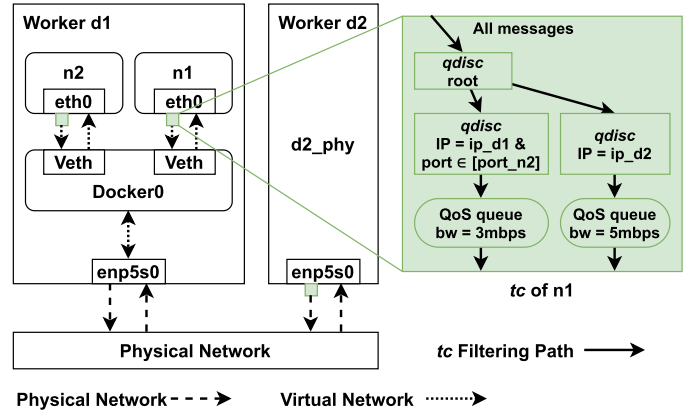 Worker d1
n2
eth0
n1
eth0
Veth
Veth
Docker0
enp5s0
Worker d2
d2_phy
enp5s0
Physical Network
All messages
qdisc
root
qdisc
IP = ip_d1 &
port ∈ [port_n2]
qdisc
IP = ip_d2
QoS queue
bw = 3mbps
QoS queue
bw = 5mbps
tc of n1
tc Filtering Path
Physical Network
Virtual Network